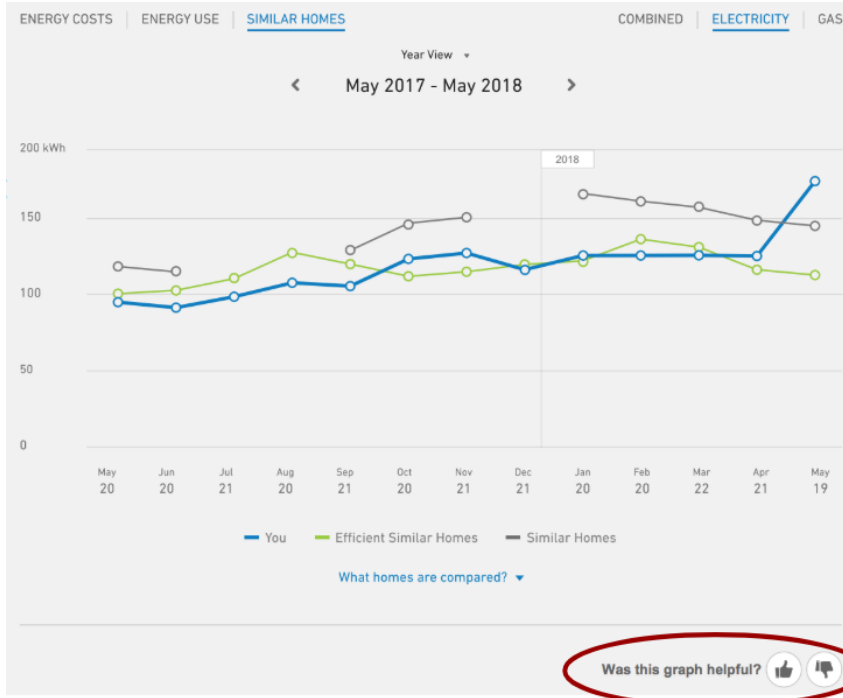 ENERGY COSTS ENERGY USE SIMILAR HOMES COMBINED ELECTRICITY GAS
Year View
May 2017 - May 2018
200 kWh
2018
150
100
50
0
May Jun Jul Aug Sep Oct Nov Dec Jan Feb Mar Apr May
20 20 21 20 21 20 21 21 20 20 22 21 19
You Efficient Similar Homes Similar Homes
What homes are compared?
Was this graph helpful?